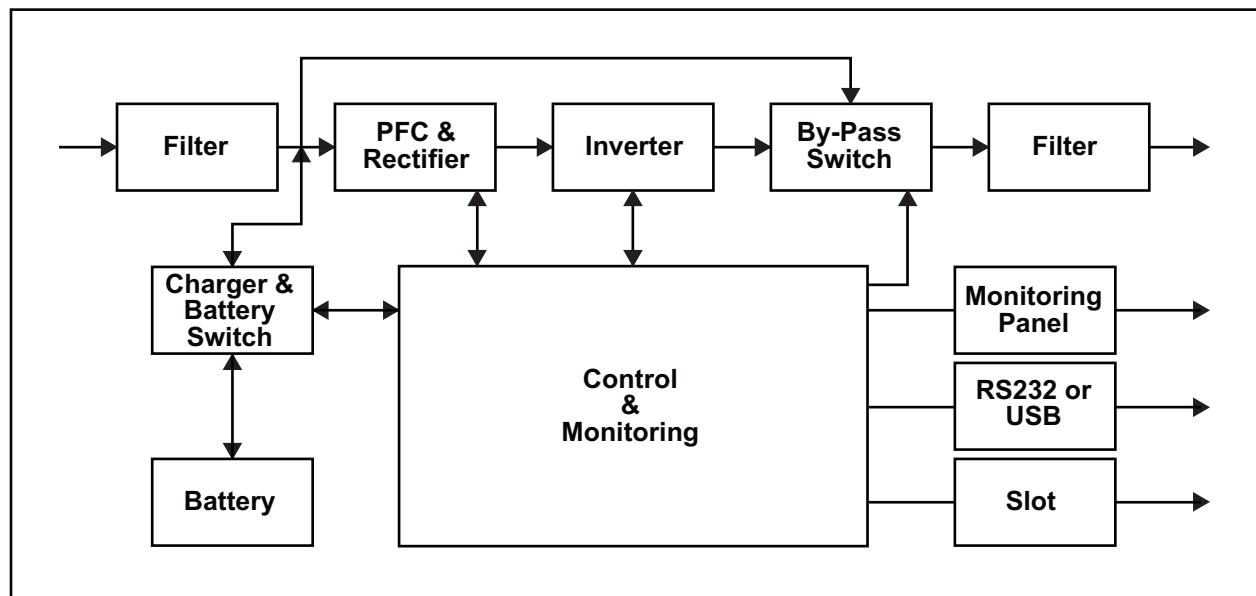 Filter
PFC &
Rectifier
Inverter
By-Pass
Switch
Filter
Charger &
Battery
Switch
Monitoring
Panel
Control
&
Monitoring
RS232 or
USB
Battery
Slot